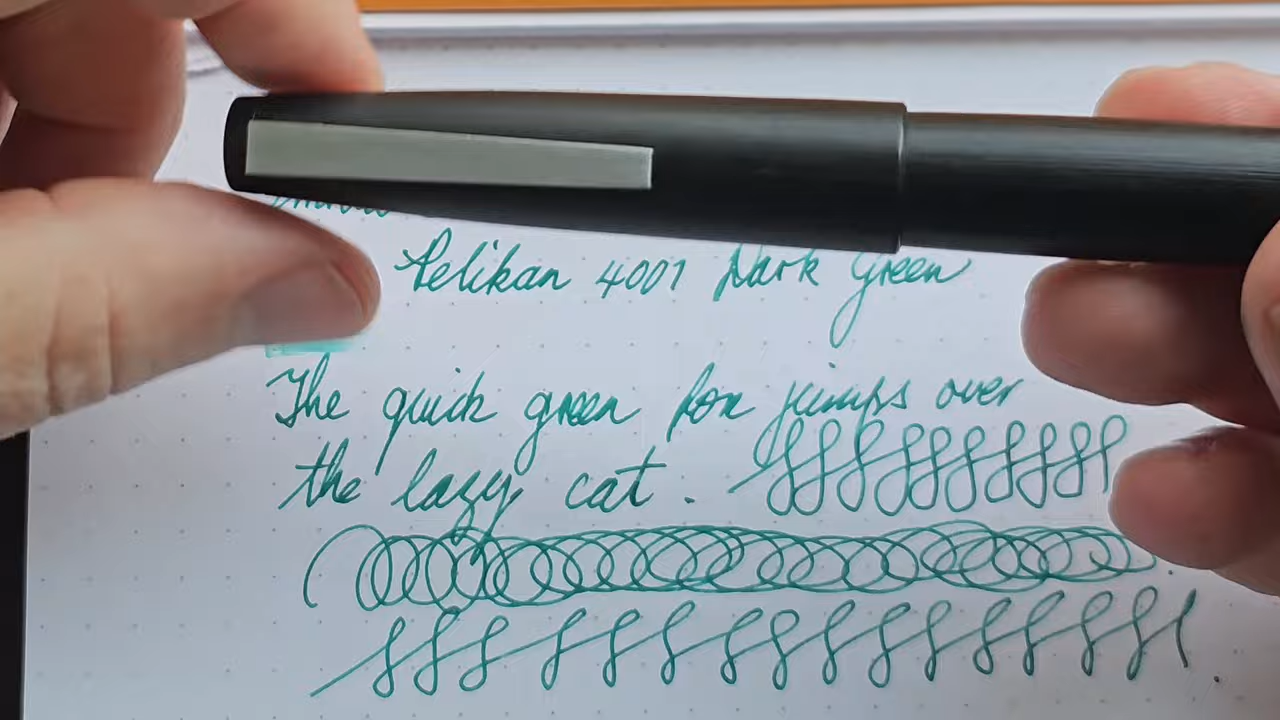 Pelikan 4001 Dark Green
The quick green fox jumps over
the lazy cat.